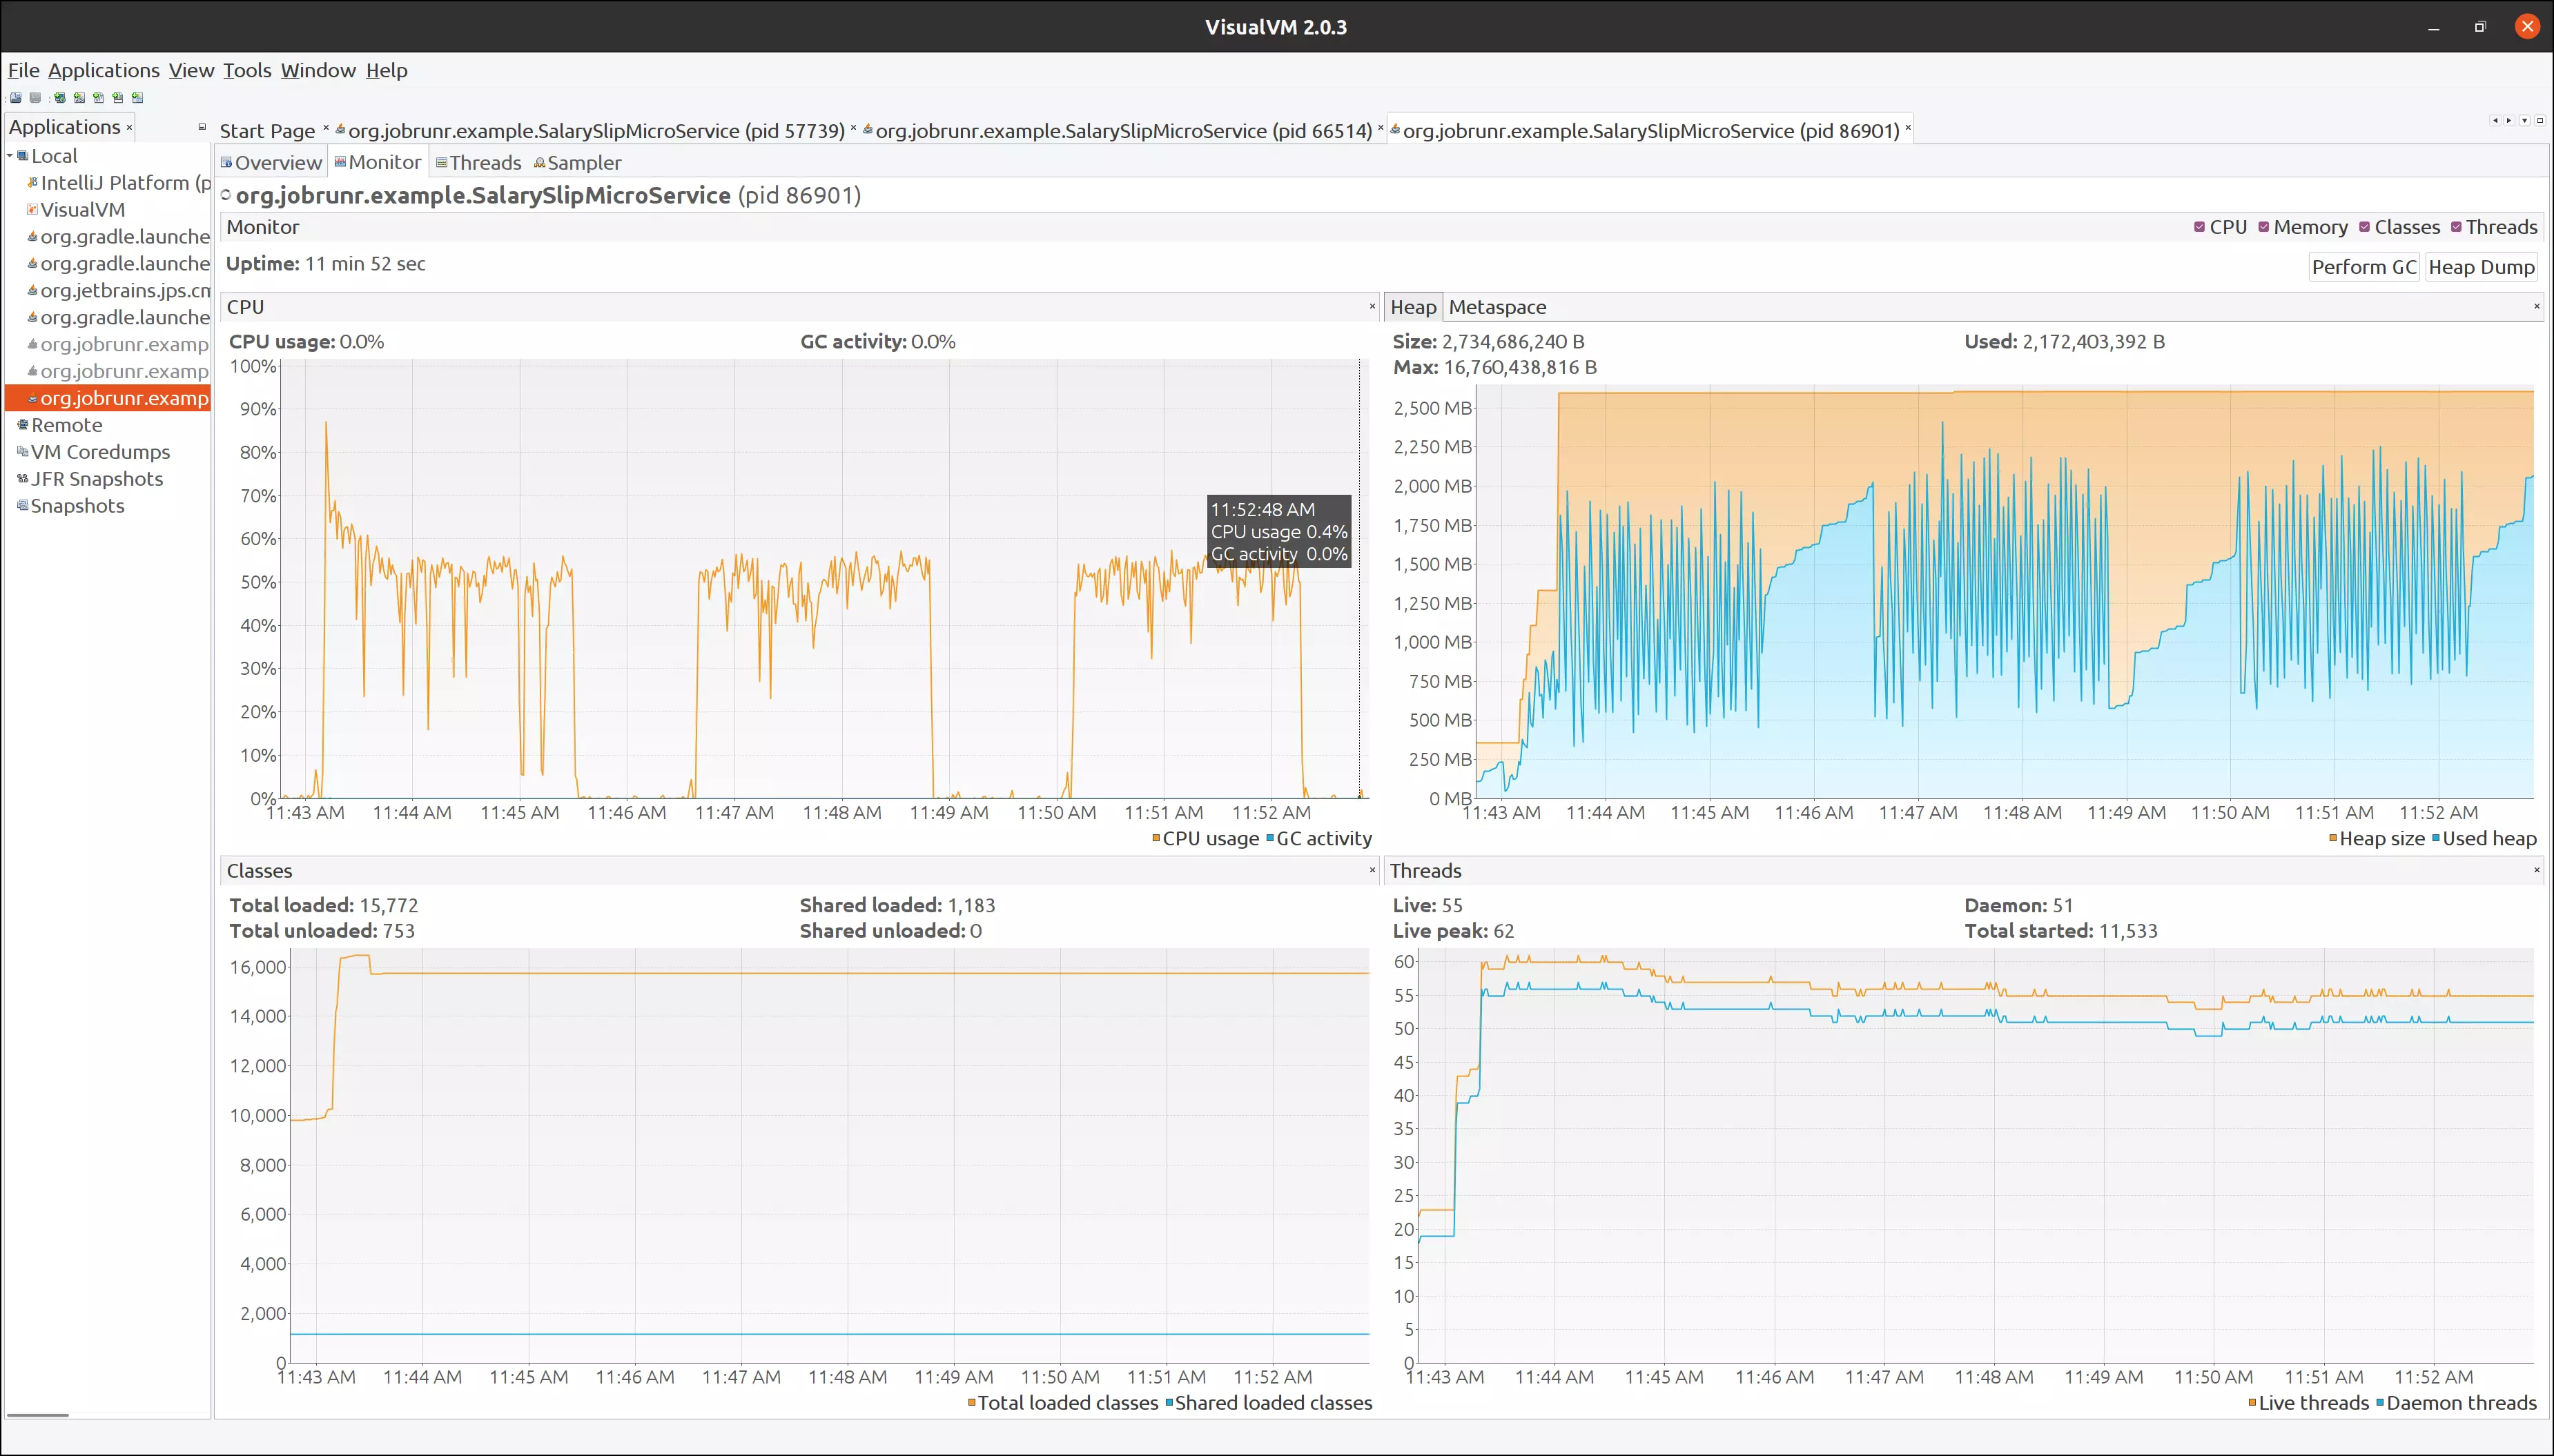 VisualVM 2.0.3
File Applications View Tools Window Help
Applications
Start Page
org.jobrunr.example.SalarySlipMicroService (pid 57739)
org.jobrunr.example.SalarySlipMicroService (pid 66514)
org.jobrunr.example.SalarySlipMicroService (pid 86901)
Local
IntelliJ Platform (p
VisualVM
org.gradle.launche
org.gradle.launche
org.jetbrains.jps.cm
org.gradle.launche
org.jobrunr.examp
org.jobrunr.examp
org.jobrunr.examp
Remote
VM Coredumps
JFR Snapshots
Snapshots
Overview Monitor Threads Sampler
org.jobrunr.example.SalarySlipMicroService (pid 86901)
Monitor
CPU Memory Classes Threads
Uptime: 11 min 52 sec
Perform GC Heap Dump
CPU
CPU usage: 0.0% GC activity: 0.0%
100%
90%
80%
70%
60%
50%
40%
30%
20%
10%
0%
11:52:48 AM
CPU usage 0.4%
GC activity 0.0%
11:43 AM 11:44 AM 11:45 AM 11:46 AM 11:47 AM 11:48 AM 11:49 AM 11:50 AM 11:51 AM 11:52 AM
CPU usage GC activity
Heap Metaspace
Size: 2,734,686,240 B Used: 2,172,403,392 B
Max: 16,760,438,816 B
2,500 MB
2,250 MB
2,000 MB
1,750 MB
1,500 MB
1,250 MB
1,000 MB
750 MB
500 MB
250 MB
0 MB
11:43 AM 11:44 AM 11:45 AM 11:46 AM 11:47 AM 11:48 AM 11:49 AM 11:50 AM 11:51 AM 11:52 AM
Heap size Used heap
Classes
Total loaded: 15,772 Shared loaded: 1,183
Total unloaded: 753 Shared unloaded: 0
16,000
14,000
12,000
10,000
8,000
6,000
4,000
2,000
0
11:43 AM 11:44 AM 11:45 AM 11:46 AM 11:47 AM 11:48 AM 11:49 AM 11:50 AM 11:51 AM 11:52 AM
Total loaded classes Shared loaded classes
Threads
Live: 55 Daemon: 51
Live peak: 62 Total started: 11,533
60
55
50
45
40
35
30
25
20
15
10
5
0
11:43 AM 11:44 AM 11:45 AM 11:46 AM 11:47 AM 11:48 AM 11:49 AM 11:50 AM 11:51 AM 11:52 AM
Live threads Daemon threads